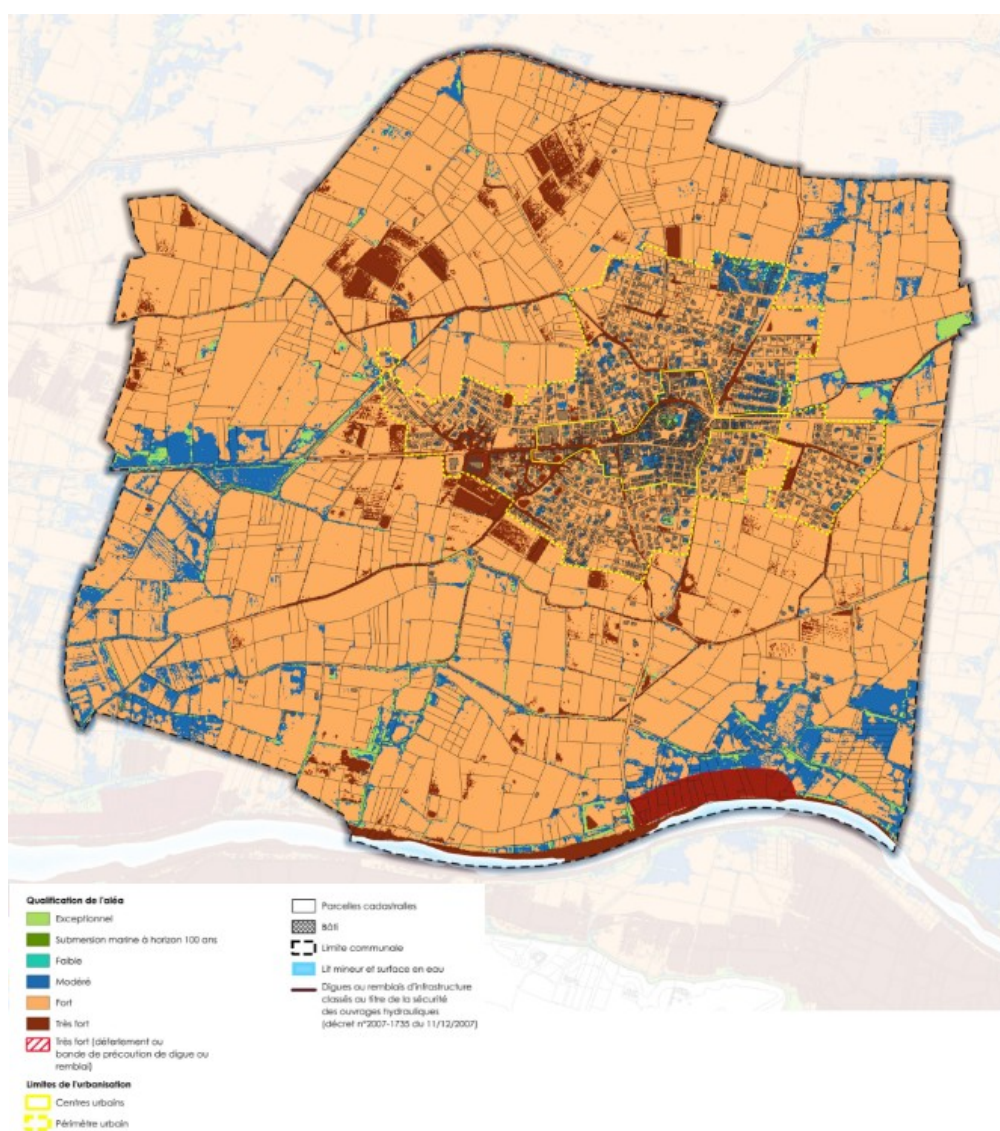 Qualification de l'aléa
Exceptionnel
Submersion marine à horizon 100 ans
Faible
Modéré
Fort
Très fort
Très fort (déferlement ou
bande de précaution de digue ou
remblai)
Limites de l'urbanisation
Centres urbains
Périmètre urbain
Parcelles cadastralles
Bâti
Limite communale
Lit mineur et surface en eau
Digues ou remblais d'infrastructure
classés au titre de la sécurité
des ouvrages hydrauliques
(décret n°2007-1735 du 11/12/2007)